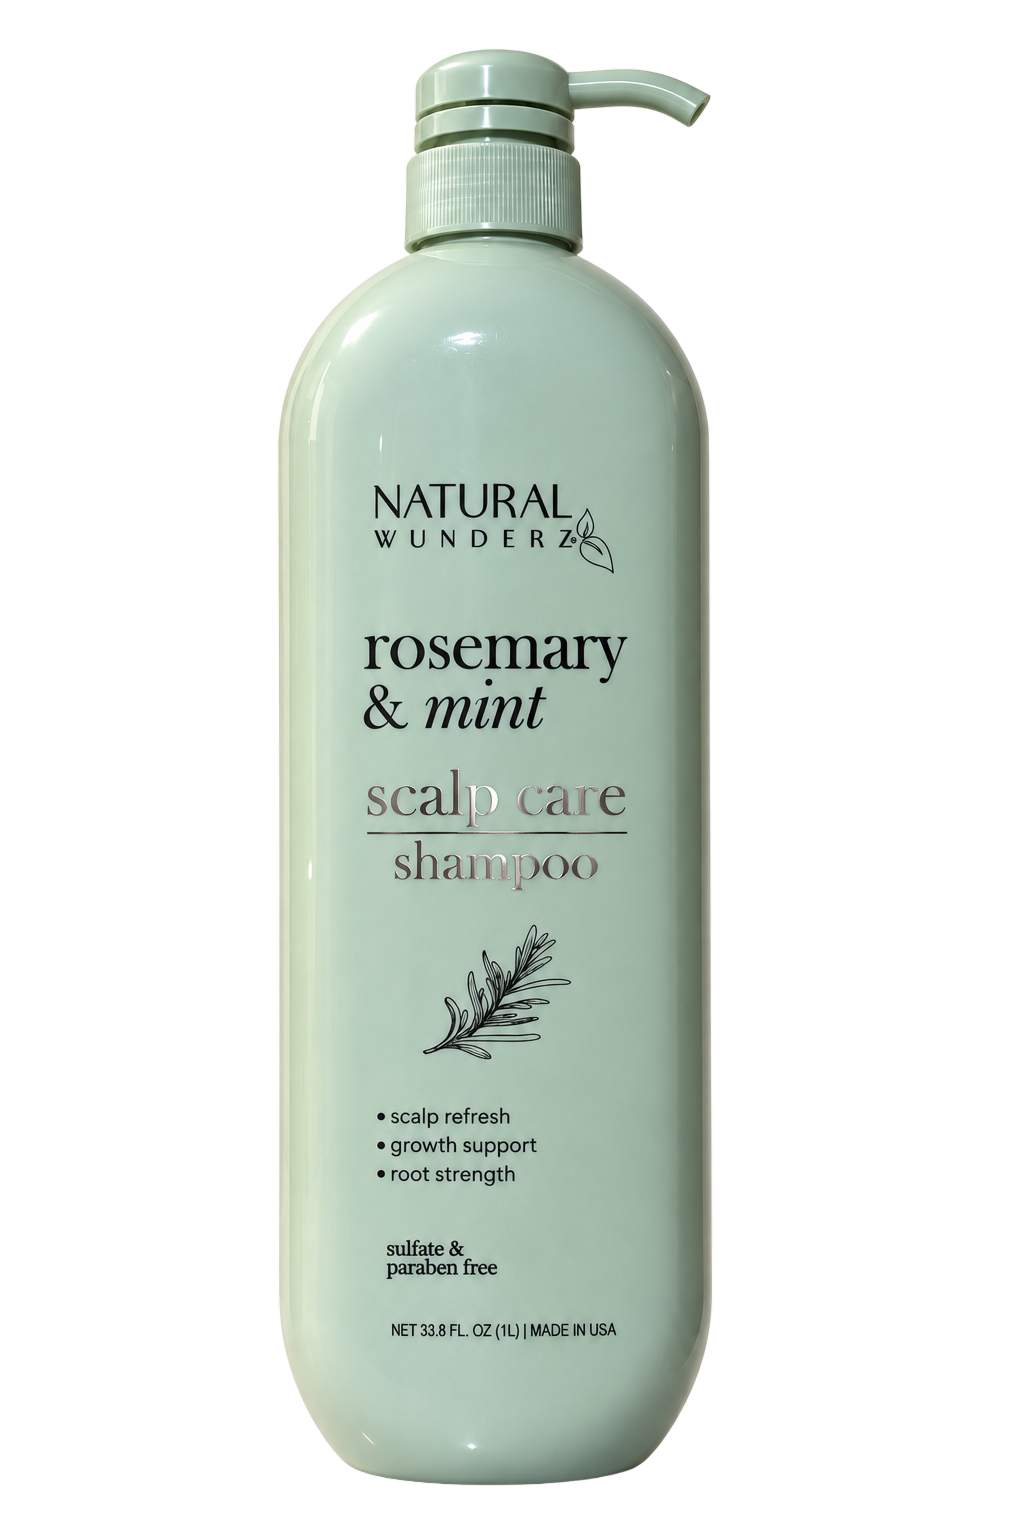 NATURAL
WUNDERZ®
rosemary
& mint
scalp care
shampoo
• scalp refresh
• growth support
• root strength
sulfate &
paraben free
NET 33.8 FL. OZ (1L) | MADE IN USA